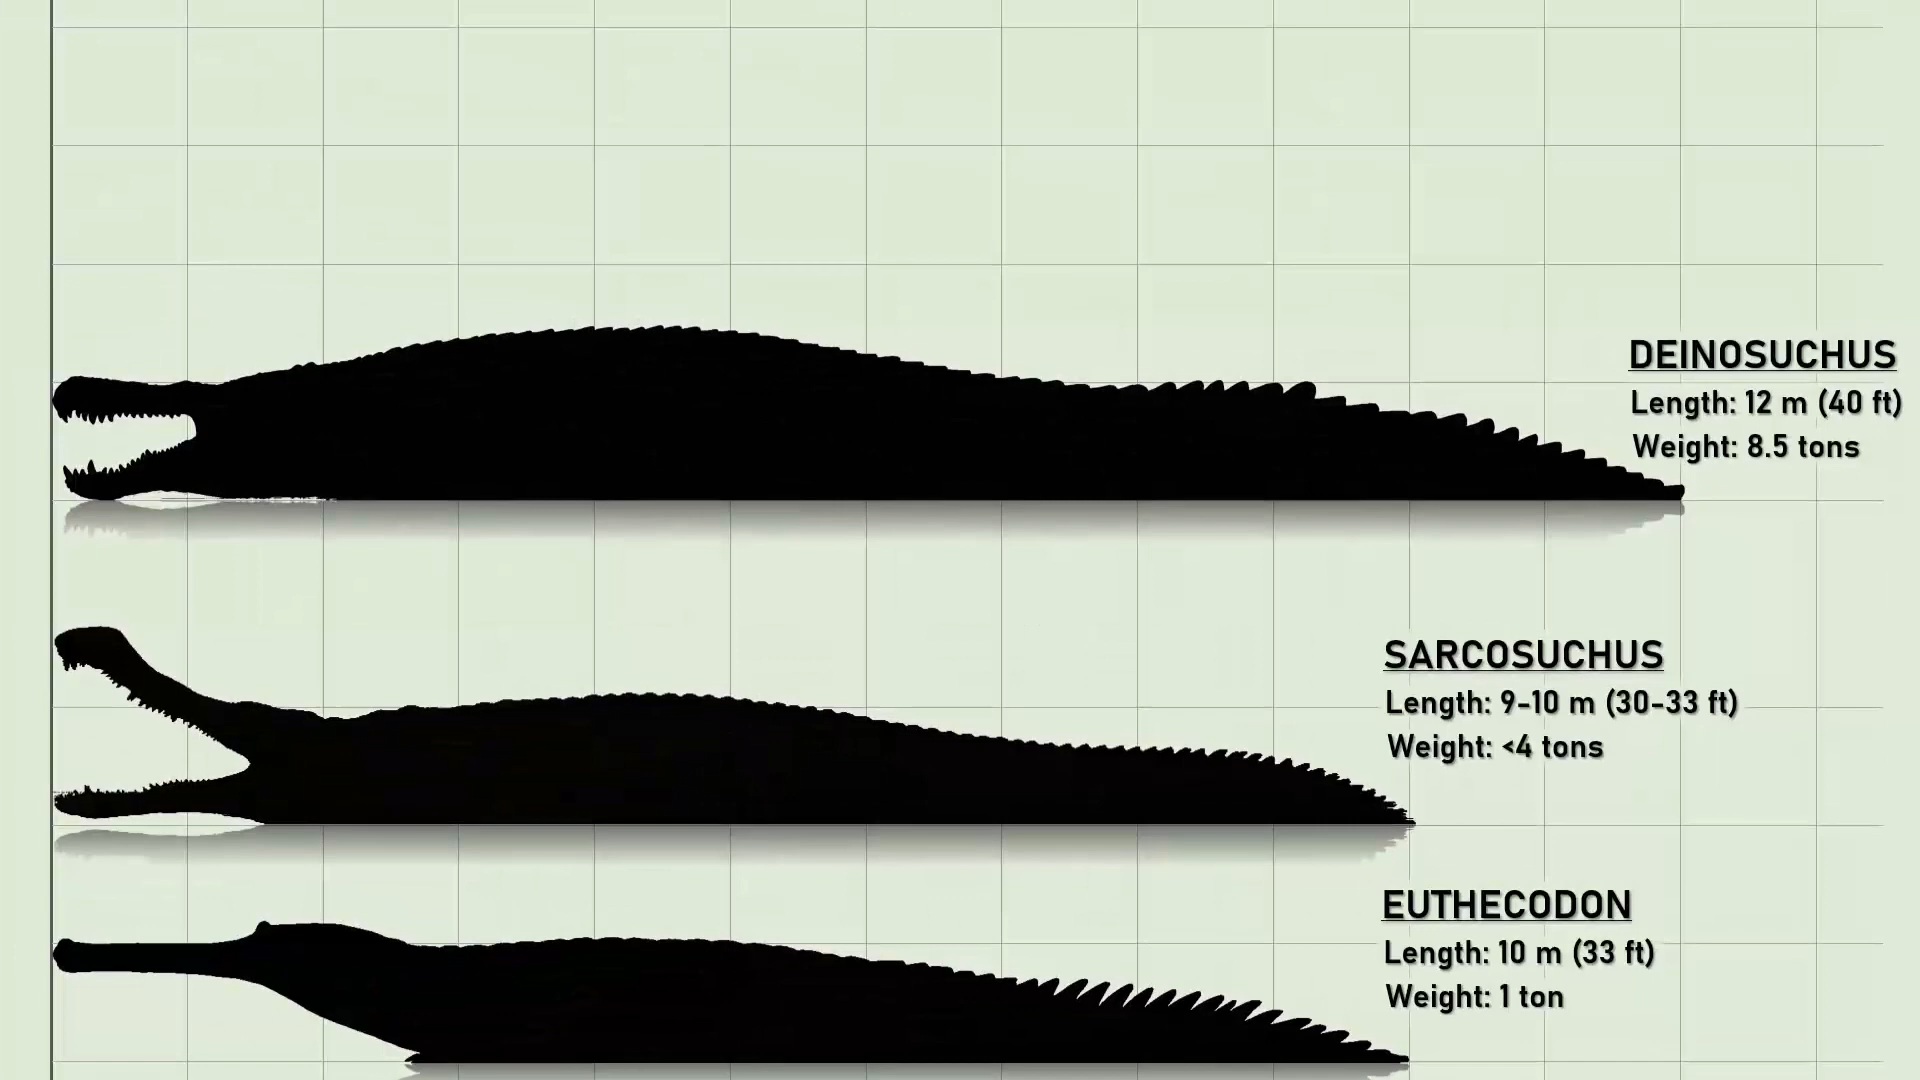 DEINOSUCHUS
Length: 12 m (40 ft)
Weight: 8.5 tons
SARCOSUCHUS
Length: 9-10 m (30-33 ft)
Weight: <4 tons
EUTHECODON
Length: 10 m (33 ft)
Weight: 1 ton